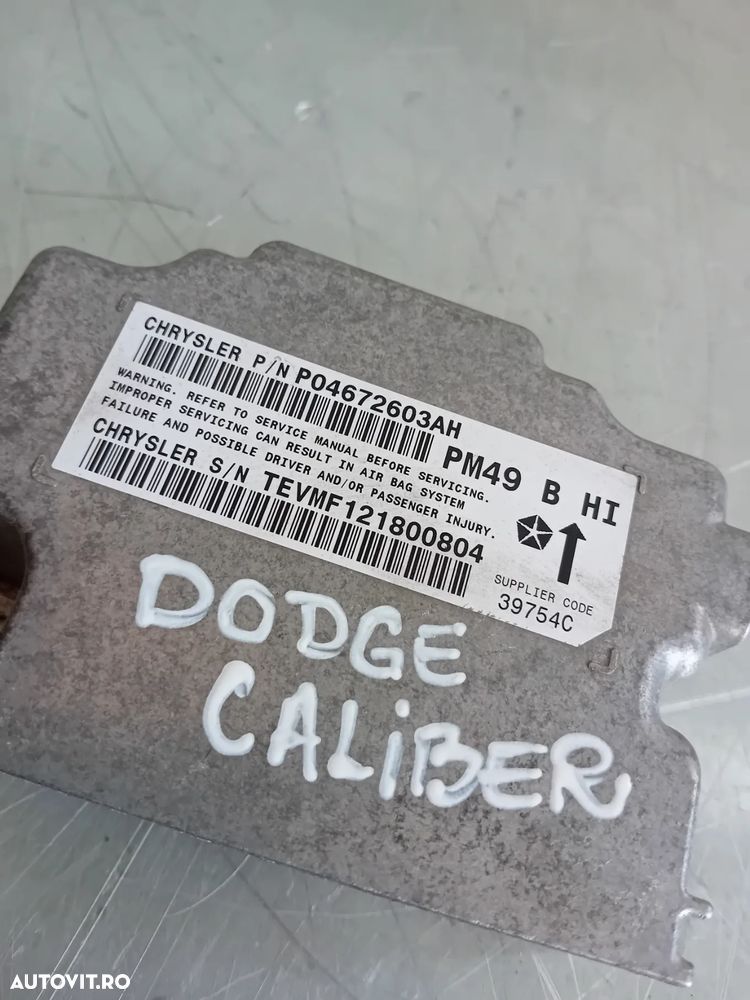 CHRYSLER P/N P04672603AH
WARNING. REFER TO SERVICE MANUAL BEFORE SERVICING.
IMPROPER SERVICING CAN RESULT IN AIR BAG SYSTEM
FAILURE AND POSSIBLE DRIVER AND/OR PASSENGER INJURY.
PM49 B HI
CHRYSLER S/N TEVMF121800804
SUPPLIER CODE
39754C
DODGE
CALiBER
AUTOVIT.RO